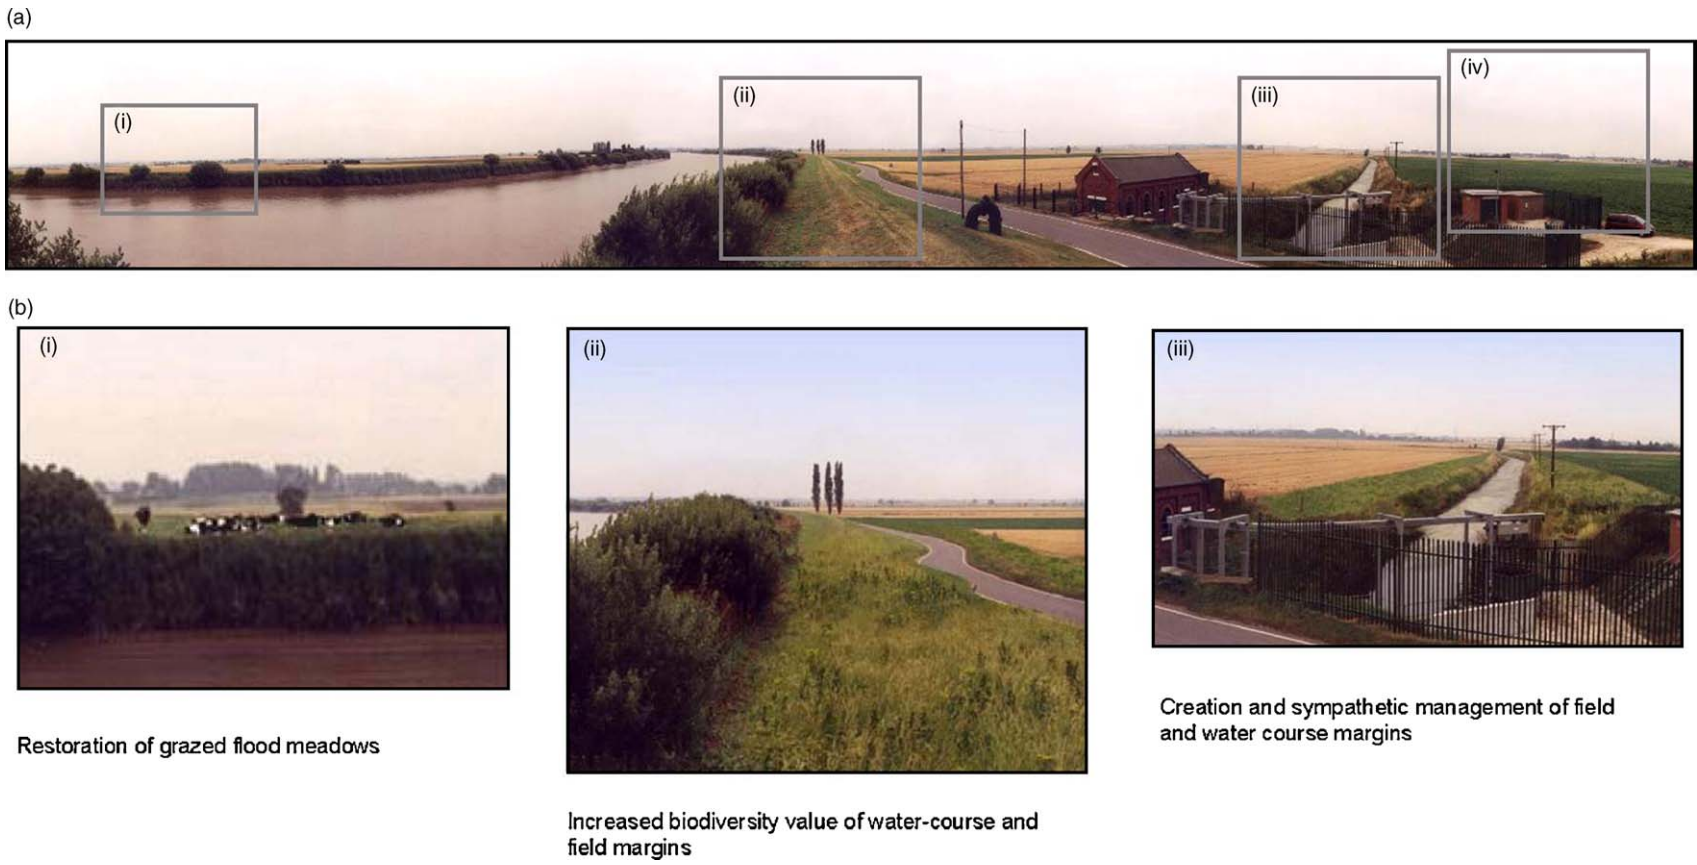 (a)
(i)
(ii)
(iii)
(iv)
(b)
(i)
(ii)
(iii)
Restoration of grazed flood meadows
Increased biodiversity value of water-course and
field margins
Creation and sympathetic management of field
and water course margins